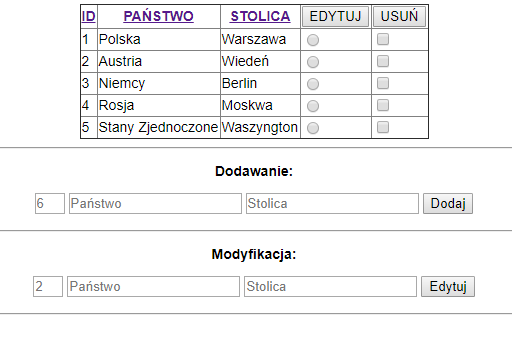 ID PAŃSTWO STOLICA EDYTUJ USUŃ
1 Polska Warszawa
2 Austria Wiedeń
3 Niemcy Berlin
4 Rosja Moskwa
5 Stany Zjednoczone Waszyngton
Dodawanie:
6 Państwo Stolica Dodaj
Modyfikacja:
2 Państwo Stolica Edytuj